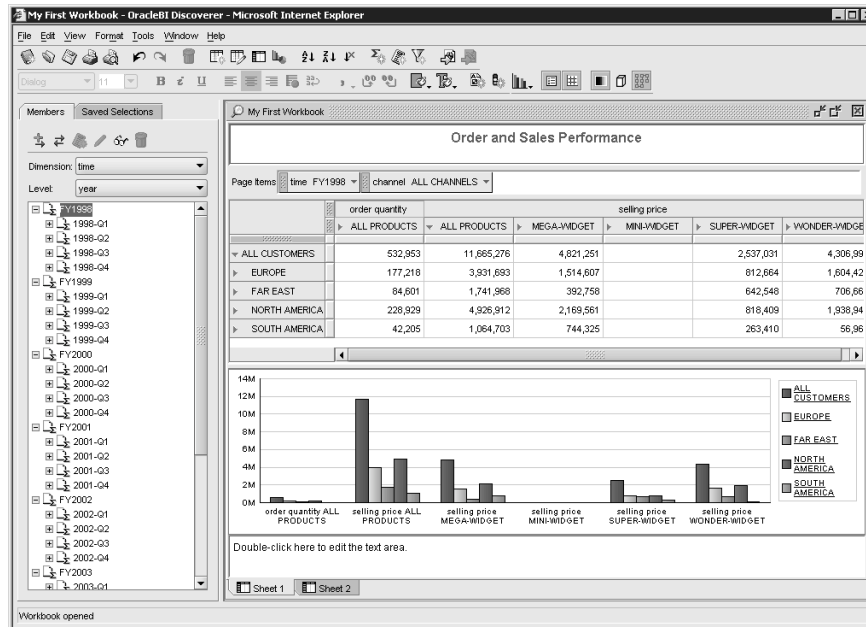 My First Workbook - OracleBI Discoverer - Microsoft Internet Explorer
File Edit View Format Tools Window Help
Dialog 11 B i U
Members Saved Selections
Dimension: time
Level: year
FY1998
1998-Q1
1998-Q2
1998-Q3
1998-Q4
FY1999
1999-Q1
1999-Q2
1999-Q3
1999-Q4
FY2000
2000-Q1
2000-Q2
2000-Q3
2000-Q4
FY2001
2001-Q1
2001-Q2
2001-Q3
2001-Q4
FY2002
2002-Q1
2002-Q2
2002-Q3
2002-Q4
FY2003
2003-Q1
My First Workbook
Order and Sales Performance
Page Items time FY1998 channel ALL CHANNELS
order quantity selling price
ALL PRODUCTS ALL PRODUCTS MEGA-WIDGET MINI-WIDGET SUPER-WIDGET WONDER-WIDGE
ALL CUSTOMERS 532,953 11,665,276 4,821,251 2,537,031 4,306,99
EUROPE 177,218 3,931,693 1,514,607 812,664 1,604,42
FAR EAST 84,601 1,741,968 392,758 642,548 706,66
NORTH AMERICA 228,929 4,926,912 2,169,561 818,409 1,938,94
SOUTH AMERICA 42,205 1,064,703 744,325 263,410 56,96
14M
12M
10M
8M
6M
4M
2M
0M
order quantity ALL PRODUCTS
selling price ALL PRODUCTS
selling price MEGA-WIDGET
selling price MINI-WIDGET
selling price SUPER-WIDGET
selling price WONDER-WIDGET
ALL CUSTOMERS
EUROPE
FAR EAST
NORTH AMERICA
SOUTH AMERICA
Double-click here to edit the text area.
Sheet 1 Sheet 2
Workbook opened